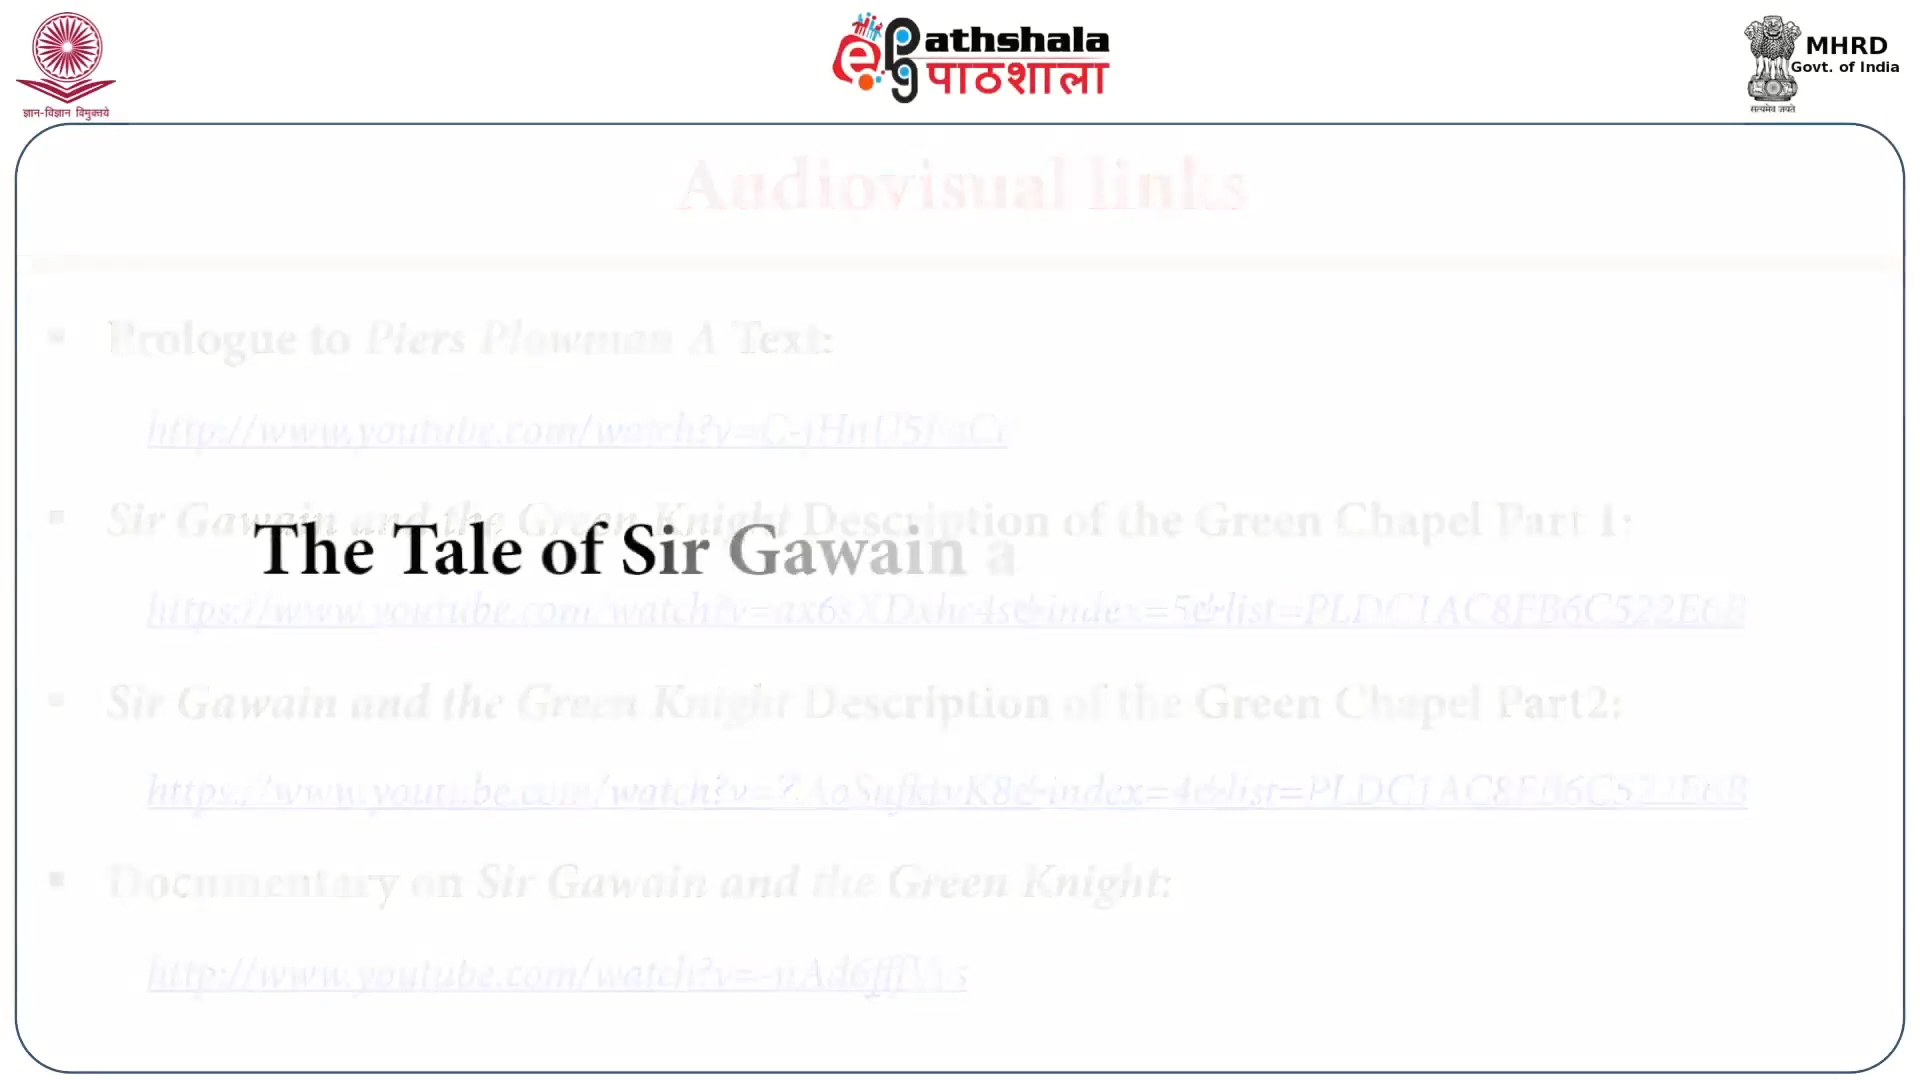 ज्ञान-विज्ञान विमुक्तये
ePathshala
पाठशाला
सत्यमेव जयते
MHRD
Govt. of India
Audiovisual links
Prologue to Piers Plowman A Text:
Sir Gawain and the Green Knight Description of the Green Chapel Part 1:
The Tale of Sir Gawain a
Sir Gawain and the Green Knight Description of the Green Chapel Part2:
Documentary on Sir Gawain and the Green Knight: